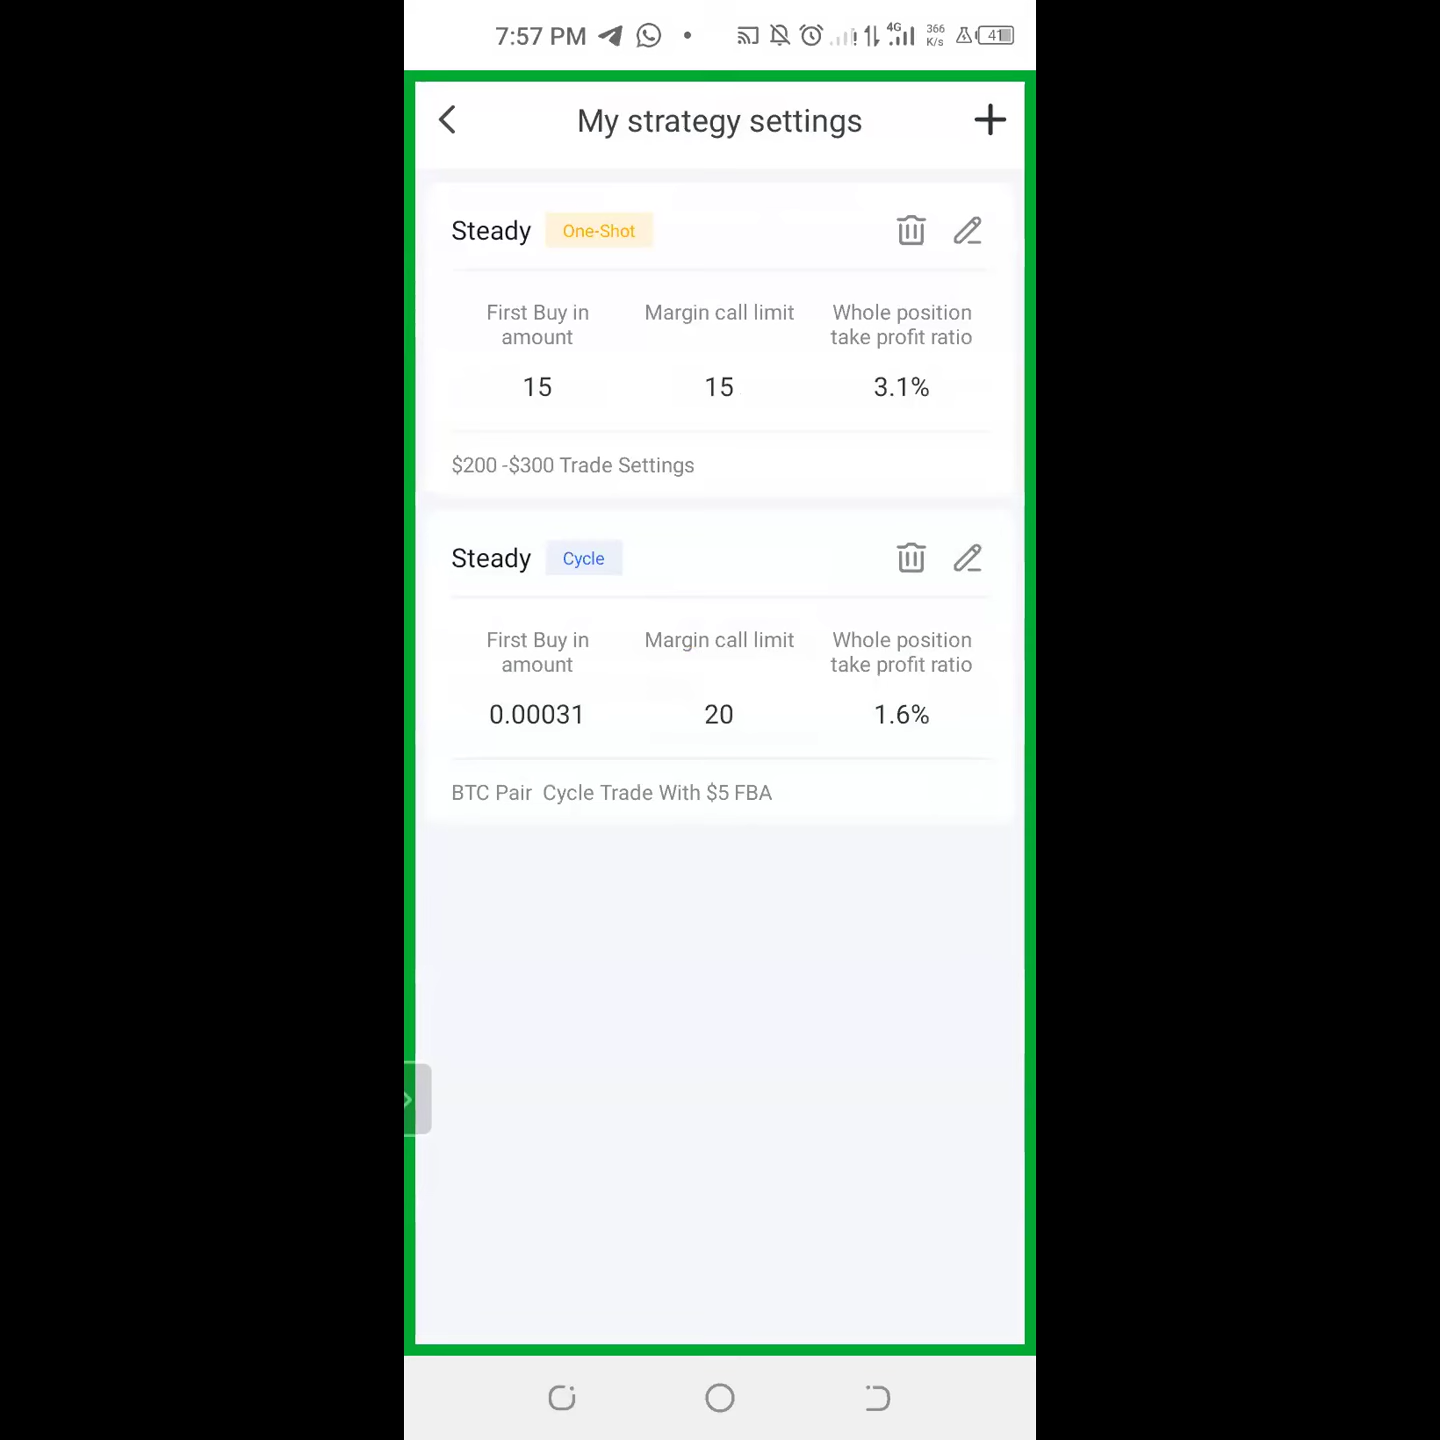 7:57 PM
4G
366
K/s
41
My strategy settings
Steady One-Shot
First Buy in amount
Margin call limit
Whole position take profit ratio
15 15 3.1%
$200 -$300 Trade Settings
Steady Cycle
First Buy in amount
Margin call limit
Whole position take profit ratio
0.00031 20 1.6%
BTC Pair  Cycle Trade With $5 FBA